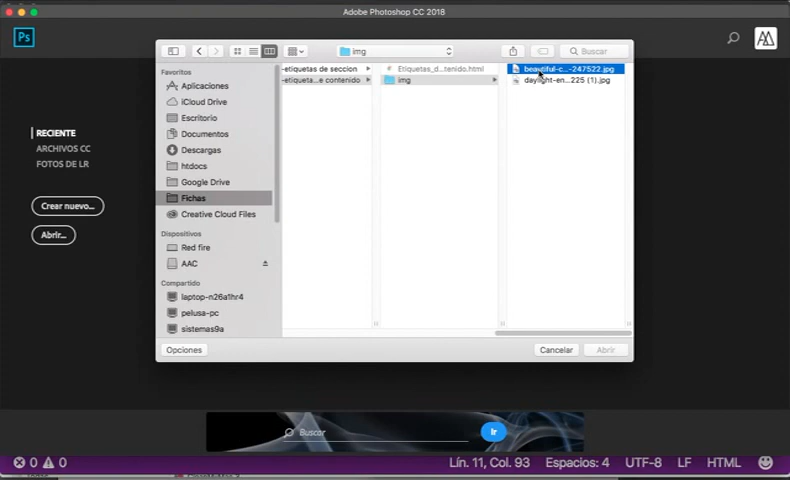 Adobe Photoshop CC 2018
Ps
img
Buscar
Favoritos
Aplicaciones
iCloud Drive
Escritorio
Documentos
Descargas
htdocs
Google Drive
Fichas
Creative Cloud Files
Dispositivos
Red fire
AAC
Compartido
laptop-n26a1hr4
pelusa-pc
sistemas9a
-etiquetas de seccion
-etiqueta...e contenido
Etiquetas_d...tenido.html
img
beautiful-c...-247522.jpg
daylight-en...225 (1).jpg
RECIENTE
ARCHIVOS CC
FOTOS DE LR
Crear nuevo...
Abrir...
Opciones
Cancelar
Abrir
Buscar
Ir
0 0
Lín. 11, Col. 93
Espacios: 4
UTF-8
LF
HTML